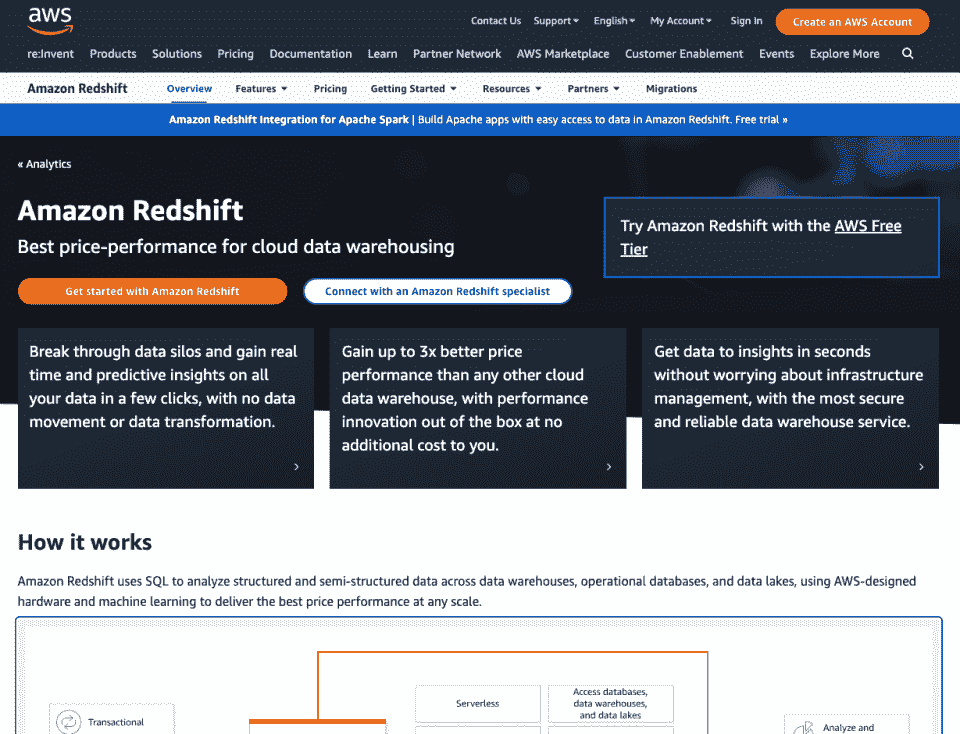 aws
Contact Us Support English My Account Sign In Create an AWS Account
re:Invent Products Solutions Pricing Documentation Learn Partner Network AWS Marketplace Customer Enablement Events Explore More
Amazon Redshift Overview Features Pricing Getting Started Resources Partners Migrations
Amazon Redshift Integration for Apache Spark | Build Apache apps with easy access to data in Amazon Redshift. Free trial »
« Analytics
Amazon Redshift
Best price-performance for cloud data warehousing
Get started with Amazon Redshift
Connect with an Amazon Redshift specialist
Try Amazon Redshift with the AWS Free
Tier
Break through data silos and gain real
time and predictive insights on all
your data in a few clicks, with no data
movement or data transformation.
Gain up to 3x better price
performance than any other cloud
data warehouse, with performance
innovation out of the box at no
additional cost to you.
Get data to insights in seconds
without worrying about infrastructure
management, with the most secure
and reliable data warehouse service.
How it works
Amazon Redshift uses SQL to analyze structured and semi-structured data across data warehouses, operational databases, and data lakes, using AWS-designed
hardware and machine learning to deliver the best price performance at any scale.
Transactional
Serverless
Access databases,
data warehouses,
and data lakes
Analyze and